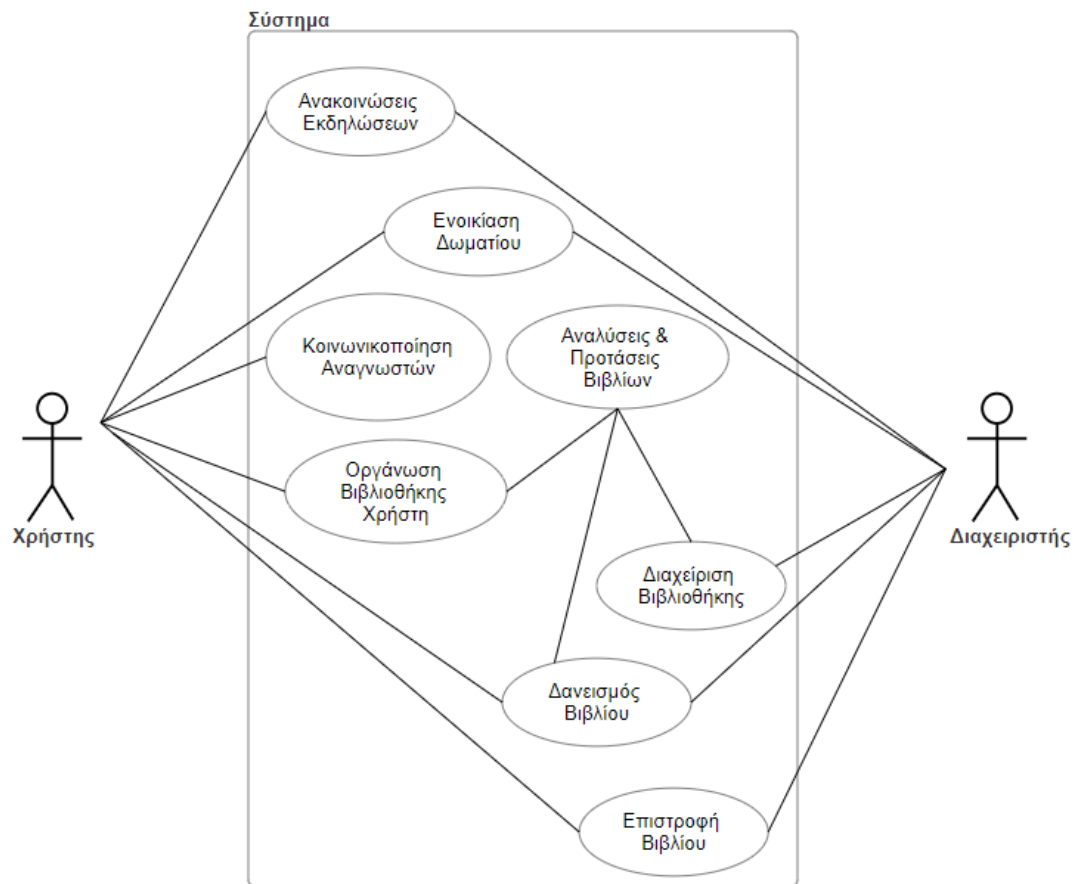 Σύστημα
Ανακοινώσεις
Εκδηλώσεων
Ενοικίαση
Δωματίου
Κοινωνικοποίηση
Αναγνωστών
Αναλύσεις &
Προτάσεις
Βιβλίων
Οργάνωση
Βιβλιοθήκης
Χρήστη
Χρήστης
Διαχειριστής
Διαχείριση
Βιβλιοθήκης
Δανεισμός
Βιβλίου
Επιστροφή
Βιβλίου